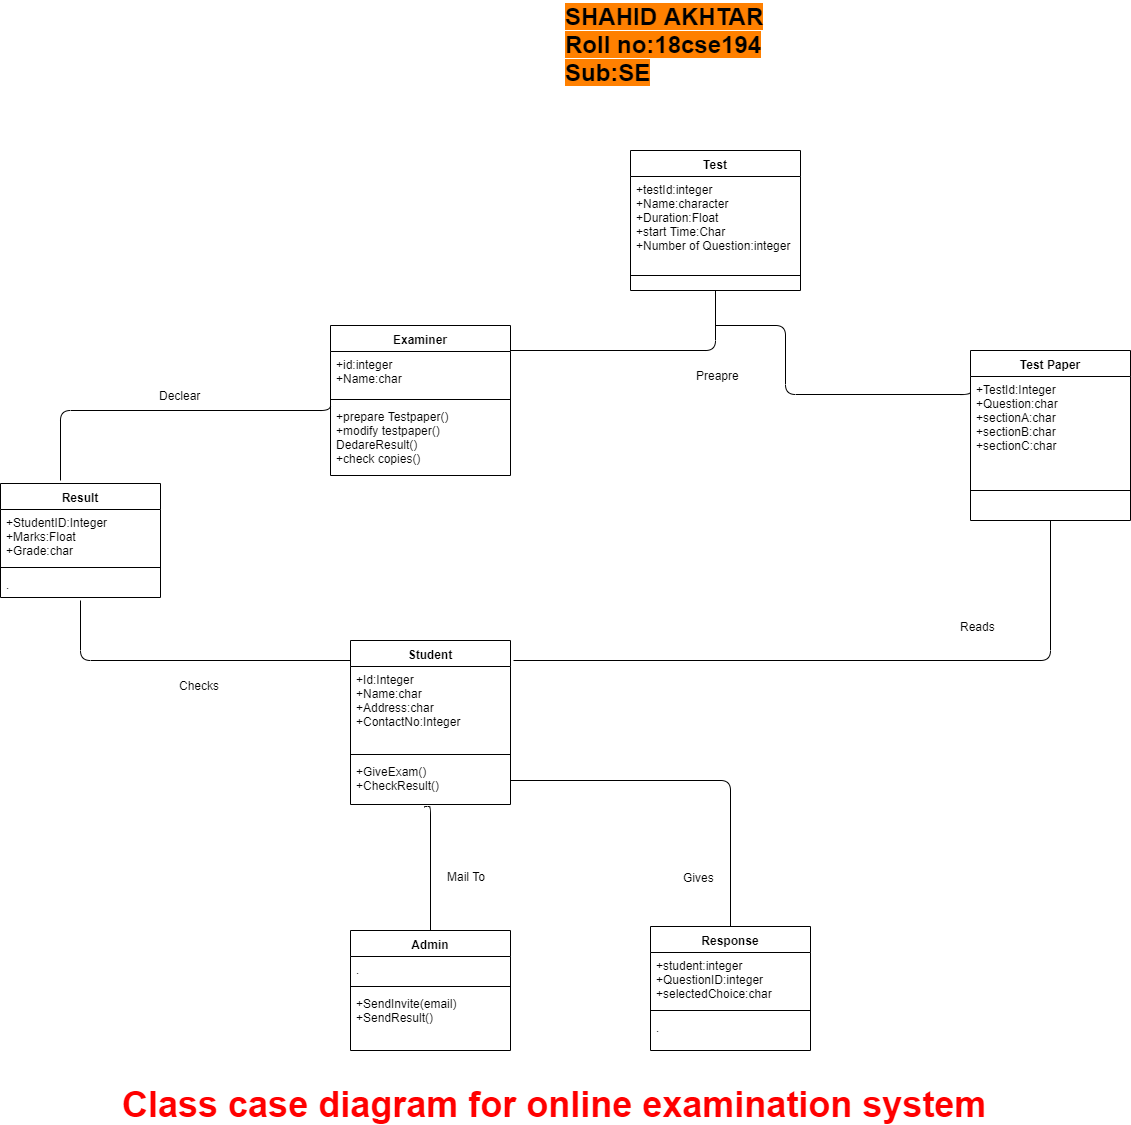 SHAHID AKHTAR
Roll no:18cse194
Sub:SE
Test
+testId:integer
+Name:character
+Duration:Float
+start Time:Char
+Number of Question:integer
Examiner
+id:integer
+Name:char
+prepare Testpaper()
+modify testpaper()
DedareResult()
+check copies()
Preapre
Test Paper
+TestId:Integer
+Question:char
+sectionA:char
+sectionB:char
+sectionC:char
Declear
Result
+StudentID:Integer
+Marks:Float
+Grade:char
.
Reads
Checks
Student
+Id:Integer
+Name:char
+Address:char
+ContactNo:Integer
+GiveExam()
+CheckResult()
Mail To
Gives
Admin
.
+SendInvite(email)
+SendResult()
Response
+student:integer
+QuestionID:integer
+selectedChoice:char
.
Class case diagram for online examination system